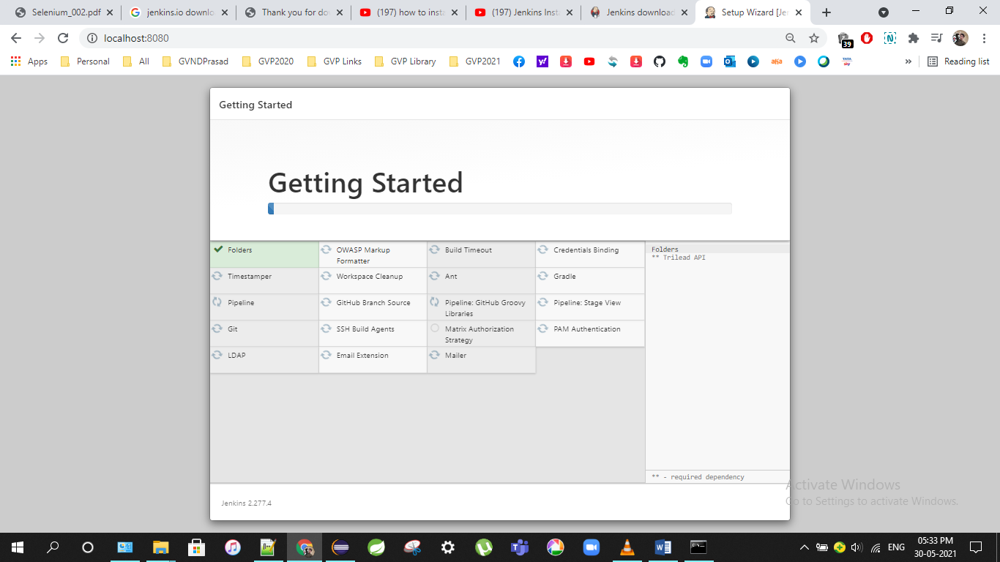 Selenium_002.pdf
jenkins.io downlo
Thank you for do
(197) how to insta
(197) Jenkins Inst
Jenkins download
Setup Wizard [Je
localhost:8080
39
Apps
Personal
All
GVNDPrasad
GVP2020
GVP Links
GVP Library
GVP2021
aha
TATA
sky
»
Reading list
Getting Started
Getting Started
Folders
OWASP Markup
Formatter
Build Timeout
Credentials Binding
Timestamper
Workspace Cleanup
Ant
Gradle
Pipeline
GitHub Branch Source
Pipeline: GitHub Groovy
Libraries
Pipeline: Stage View
Git
SSH Build Agents
Matrix Authorization
Strategy
PAM Authentication
LDAP
Email Extension
Mailer
Folders
** Trilead API
** - required dependency
Jenkins 2.277.4
Activate Windows
Go to Settings to activate Windows.
ENG
05:33 PM
30-05-2021